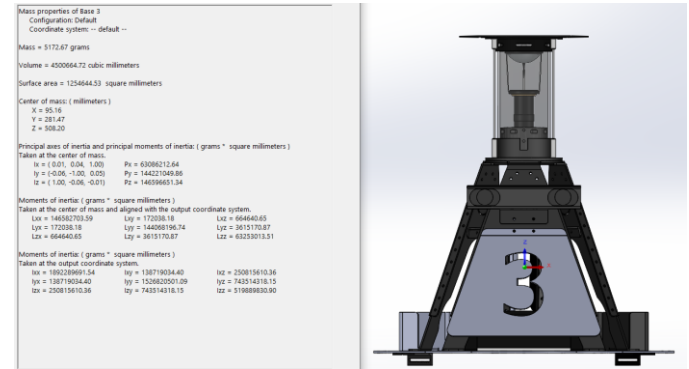 Mass properties of Base 3
Configuration: Default
Coordinate system: -- default --
Mass = 5172.67 grams
Volume = 4500664.72 cubic millimeters
Surface area = 1254644.53 square millimeters
Center of mass: ( millimeters )
X = 95.16
Y = 281.47
Z = 508.20
Principal axes of inertia and principal moments of inertia: ( grams * square millimeters )
Taken at the center of mass.
Ix = ( 0.01, 0.04, 1.00) Px = 63086212.64
Iy = (-0.06, -1.00, 0.05) Py = 144221049.86
Iz = ( 1.00, -0.06, -0.01) Pz = 146596651.34
Moments of inertia: ( grams * square millimeters )
Taken at the center of mass and aligned with the output coordinate system.
Lxx = 146582703.59 Lxy = 172038.18 Lxz = 664640.65
Lyx = 172038.18 Lyy = 144068196.74 Lyz = 3615170.87
Lzx = 664640.65 Lzy = 3615170.87 Lzz = 63253013.51
Moments of inertia: ( grams * square millimeters )
Taken at the output coordinate system.
Ixx = 1892289691.54 Ixy = 138719034.40 Ixz = 250815610.36
Iyx = 138719034.40 Iyy = 1526820501.09 Iyz = 743514318.15
Izx = 250815610.36 Izy = 743514318.15 Izz = 519889830.90
Z
X
3